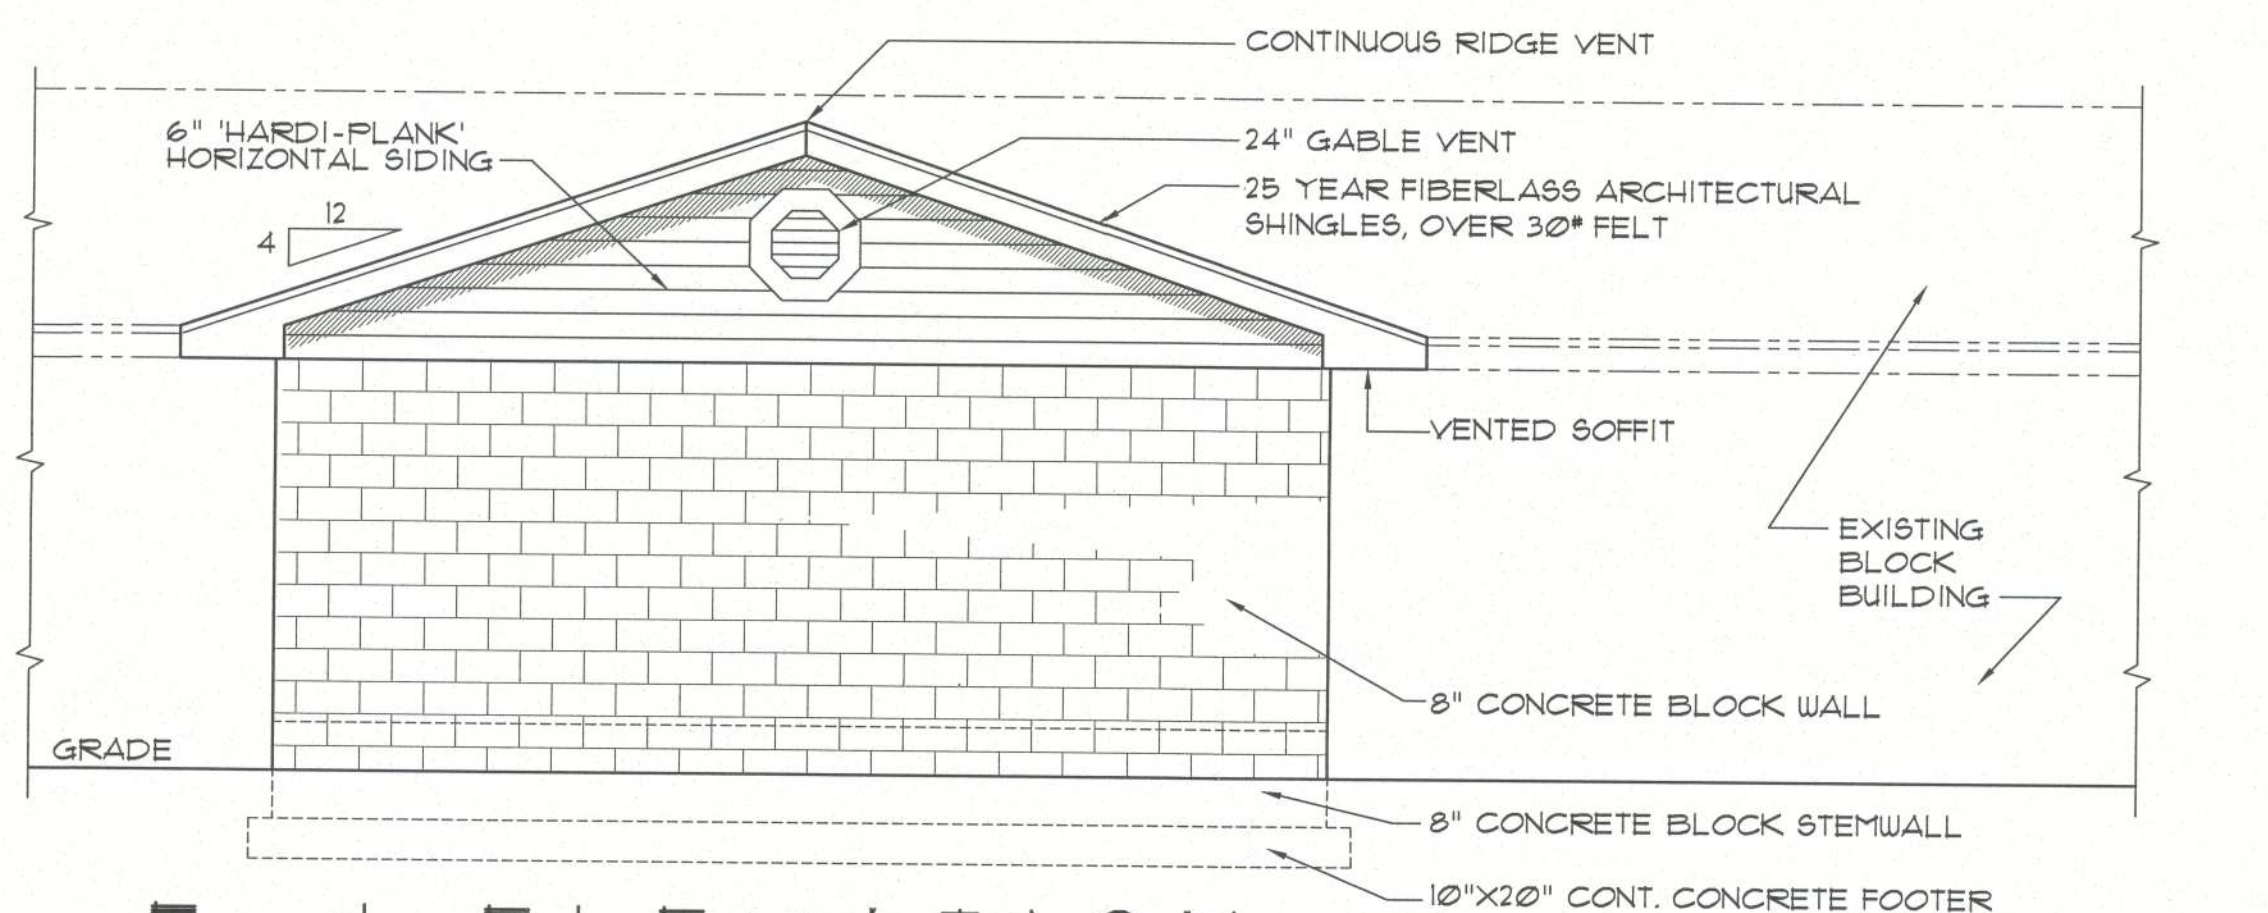 CONTINUOUS RIDGE VENT
6" 'HARDI-PLANK'
HORIZONTAL SIDING
24" GABLE VENT
25 YEAR FIBERLASS ARCHITECTURAL
SHINGLES, OVER 30# FELT
12
4
VENTED SOFFIT
EXISTING
BLOCK
BUILDING
8" CONCRETE BLOCK WALL
GRADE
8" CONCRETE BLOCK STEMWALL
10"X20" CONT. CONCRETE FOOTER